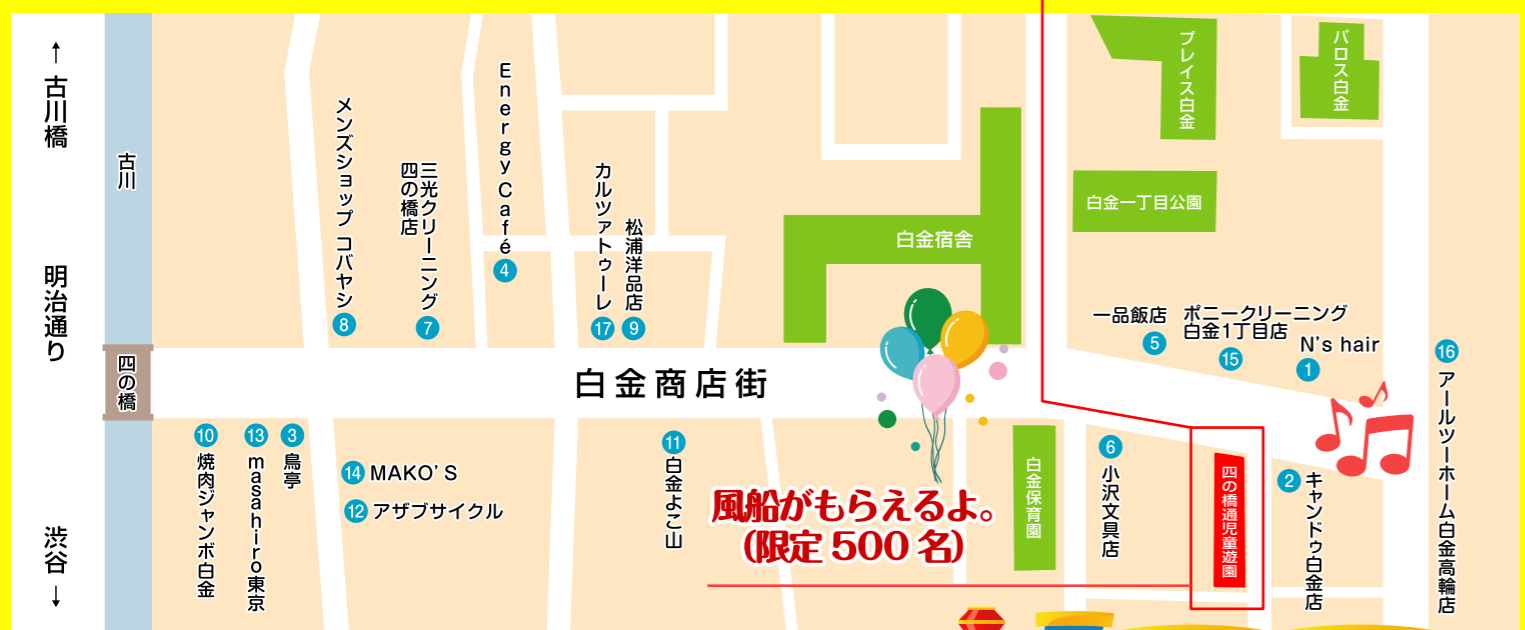 ↑
古川橋
明治通り
渋谷
↓
古川
四の橋
メンズショップ コバヤシ
8
三光クリーニング
四の橋店
7
Energy Café
4
カルツァトゥーレ
17
松浦洋品店
9
白金宿舎
プレイス白金
パロス白金
白金一丁目公園
一品飯店
5
ポニークリーニング
白金1丁目店
15
N's hair
1
16
アールツーホーム白金高輪店
白金商店街
10
焼肉ジャンボ白金
13
masahiro東京
3
鳥亭
14 MAKO'S
12 アザブサイクル
11
白金よこ山
風船がもらえるよ。
(限定500名)
白金保育園
6
小沢文具店
四の橋通児童遊園
2
キャンドゥ白金店